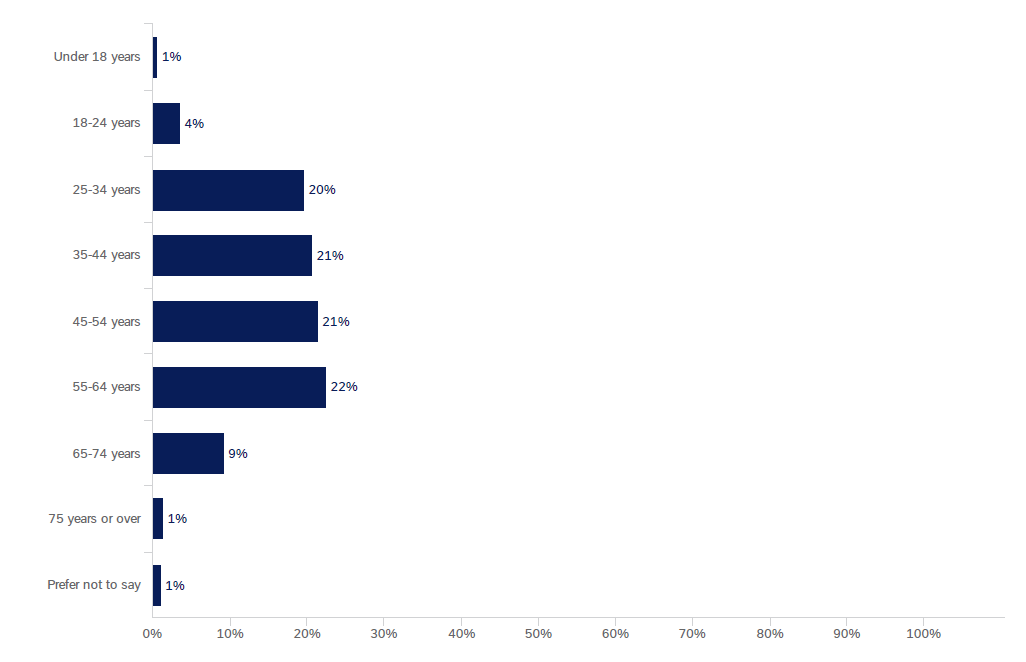 Under 18 years 1%
18-24 years 4%
25-34 years 20%
35-44 years 21%
45-54 years 21%
55-64 years 22%
65-74 years 9%
75 years or over 1%
Prefer not to say 1%
0% 10% 20% 30% 40% 50% 60% 70% 80% 90% 100%